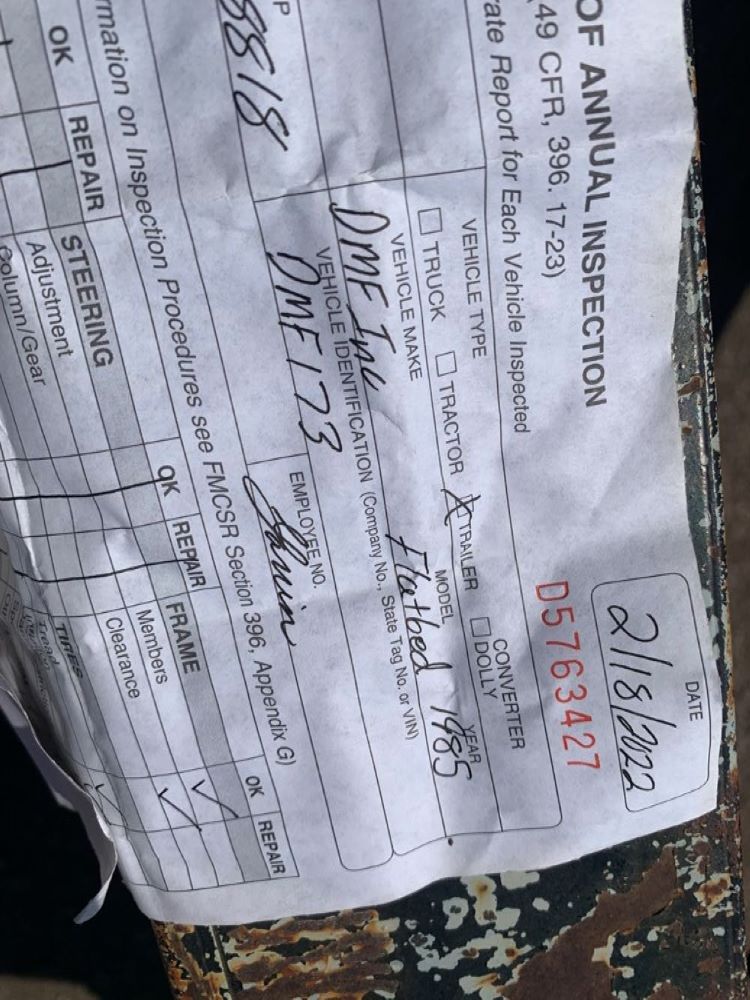 OF ANNUAL INSPECTION
(49 CFR, 396. 17-23)
rate Report for Each Vehicle Inspected
DATE
2/18/2022
D5763427
VEHICLE TYPE
☐ TRUCK ☐ TRACTOR X TRAILER ☐ CONVERTER DOLLY
VEHICLE MAKE MODEL YEAR
DMF Flatbed 1985
VEHICLE IDENTIFICATION (Company No., State Tag No. or VIN)
DMF173
P
8818
EMPLOYEE NO.
rmation on Inspection Procedures see FMCSR Section 396, Appendix G)
OK REPAIR STEERING OK REPAIR FRAME OK REPAIR
Adjustment Members ✓
Column/Gear Clearance ✓
TIRES
Tread